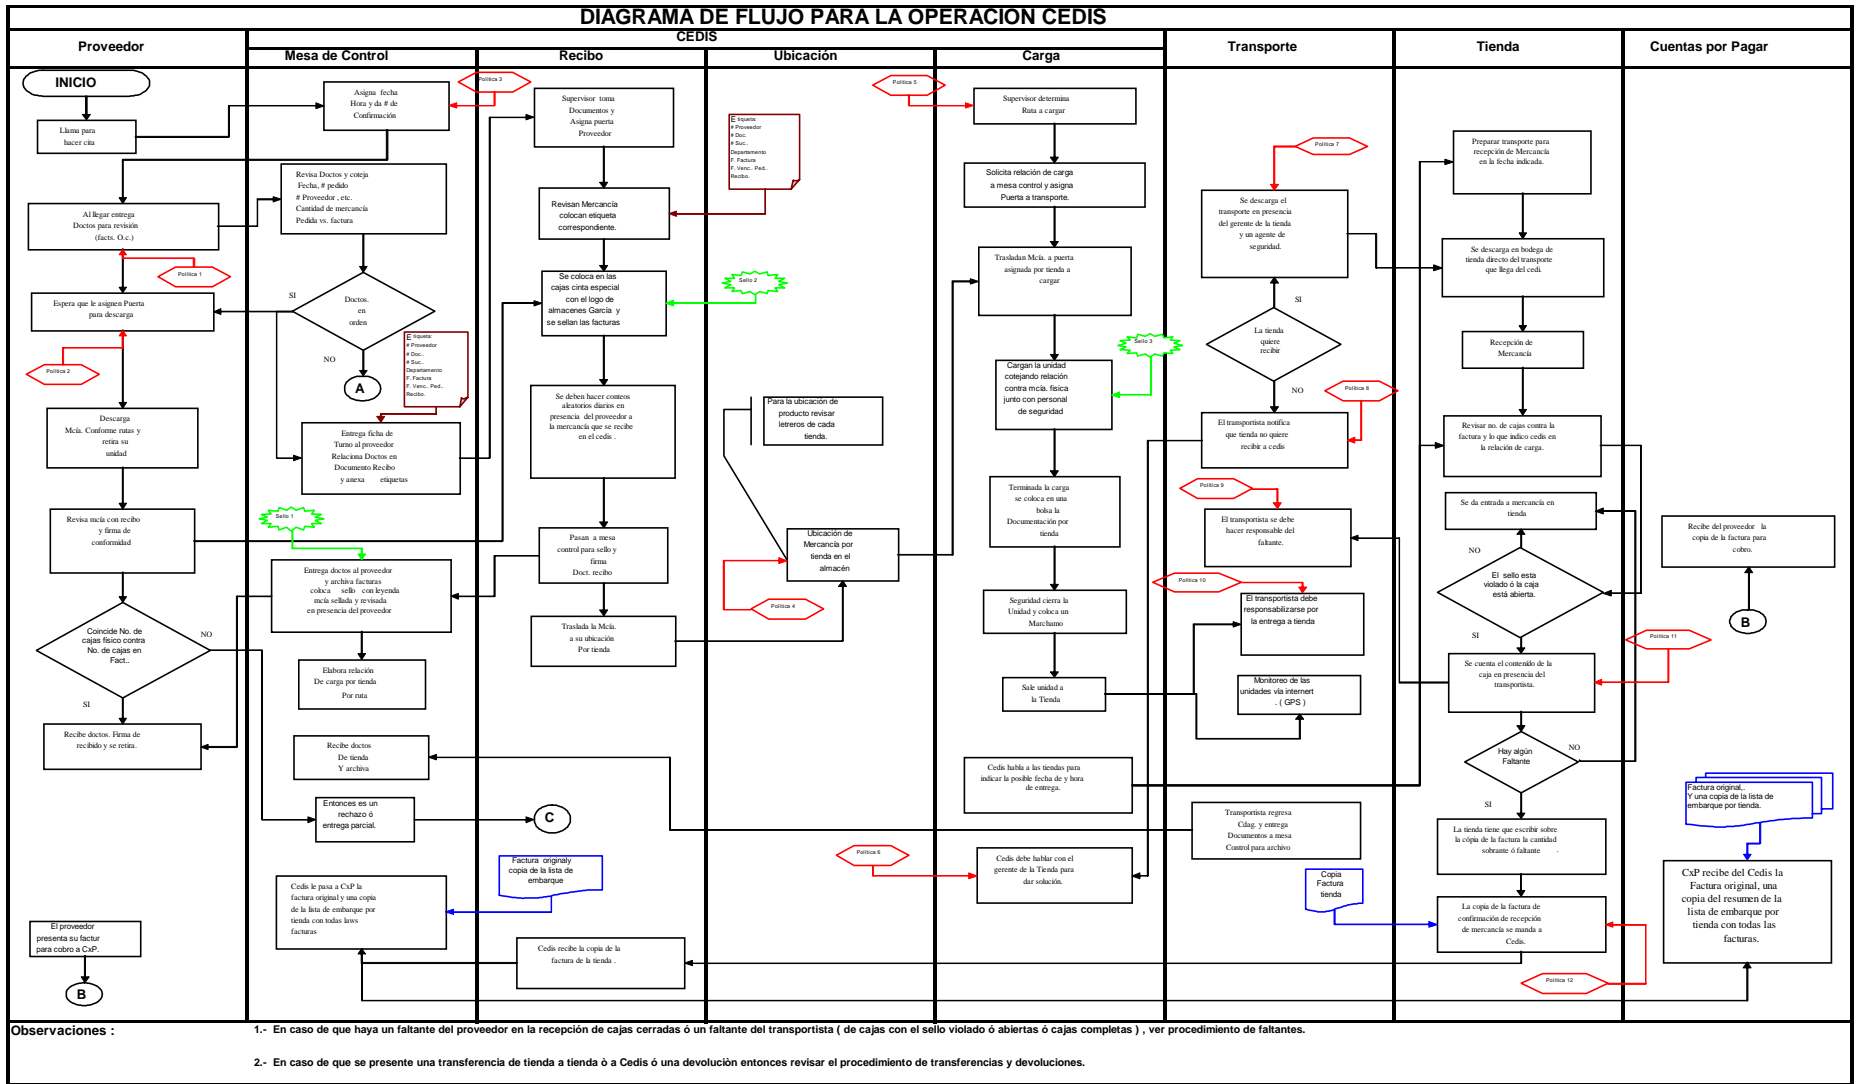 DIAGRAMA DE FLUJO PARA LA OPERACION CEDIS
Proveedor
CEDIS
Mesa de Control
Recibo
Ubicación
Carga
Transporte
Tienda
Cuentas por Pagar
INICIO
Llama para
hacer cita
Al llegar entrega
Doctos para revisión
(facts. O.c.)
Política 1
Espera que le asignen Puerta
para descarga
Política 2
Descarga
Mcía. Conforme rutas y
retira su
unidad
Revisa mcía con recibo
y firma de
conformidad
Coincide No. de
cajas físico contra
No. de cajas en
Fact..
NO
SI
Recibe doctos. Firma de
recibido y se retira.
El proveedor
presenta su factur
para cobro a CxP.
B
Asigna fecha
Hora y da # de
Confirmación
Política 3
Revisa Doctos y coteja
Fecha, # pedido
# Proveedor , etc.
Cantidad de mercancía
Pedida vs. factura
SI
Doctos.
en
orden
NO
A
E tiqueta:
# Proveedor
# Doc..
# Suc..
Departamento
F. Factura
F. Venc.. Ped..
Recibo.
Entrega ficha de
Turno al proveedor
Relaciona Doctos en
Documento Recibo
y anexa etiquetas
Sello 1
Entrega doctos al proveedor
y archiva facturas
coloca sello con leyenda
mcía sellada y revisada
en presencia del proveedor
Elabora relación
De carga por tienda
Por ruta
Recibe doctos
De tienda
Y archiva
Entonces es un
rechazo ó
entrega parcial.
Cedis le pasa a CxP la
factura original y una copia
de la lista de embarque por
tienda con todas laws
facturas
Supervisor toma
Documentos y
Asigna puerta
Proveedor
Revisan Mercancía
colocan etiqueta
correspondiente.
Se coloca en las
cajas cinta especial
con el logo de
almacenes García y
se sellan las facturas
Se deben hacer conteos
aleatorios diarios en
presencia del proveedor a
la mercancía que se recibe
en el cedis .
Pasan a mesa
control para sello y
firma
Doct. recibo
Traslada la Mcía.
a su ubicación
Por tienda
C
Factura originaly
copia de la lista de
embarque
Cedis recibe la copia de la
factura de la tienda .
E tiqueta:
# Proveedor
# Doc.
# Suc..
Departamento
F. Factura
F. Venc.. Ped..
Recibo.
Sello 2
Para la ubicación de
producto revisar
letreros de cada
tienda.
Ubicación de
Mercancía por
tienda en el
almacén
Política 4
Política 5
Supervisor determina
Ruta a cargar
Solicita relación de carga
a mesa control y asigna
Puerta a transporte.
Trasladan Mcía. a puerta
asignada por tienda a
cargar
Sello 3
Cargan la unidad
cotejando relación
contra mcía. física
junto con personal
de seguridad
Terminada la carga
se coloca en una
bolsa la
Documentación por
tienda
Seguridad cierra la
Unidad y coloca un
Marchamo
Sale unidad a
la Tienda
Cedis habla a las tiendas para
indicar la posible fecha de y hora
de entrega.
Política 6
Cedis debe hablar con el
gerente de la Tienda para
dar solución.
Política 7
Se descarga el
transporte en presencia
del gerente de la tienda
y un agente de
seguridad.
SI
La tienda
quiere
recibir
NO
Política 8
El transportista notifica
que tienda no quiere
recibir a cedis
Política 9
El transportista se debe
hacer responsable del
faltante.
Política 10
El transportista debe
responsabilizarse por
la entrega a tienda
Monitoreo de las
unidades vía internert
. ( GPS )
Transportista regresa
Cdag. y entrega
Documentos a mesa
Control para archivo
Copia
Factura
tienda
Preparar transporte para
recepción de Mercancía
en la fecha indicada.
Se descarga en bodega de
tienda directo del transporte
que llega del cedi.
Recepción de
Mercancía
Revisar no. de cajas contra la
factura y lo que indico cedis en
la relación de carga.
Se da entrada a mercancía en
tienda
NO
El sello esta
violado ó la caja
está abierta.
SI
Política 11
Se cuenta el contenido de la
caja en presencia del
transportista.
Hay algún
Faltante
NO
SI
La tienda tiene que escribir sobre
la cópia de la factura la cantidad
sobrante ó faltante .
La copia de la factura de
confirmación de recepción
de mercancía se manda a
Cedis.
Política 12
Recibe del proveedor la
copia de la factura para
cobro.
B
Factura original,.
Y una copia de la lista de
embarque por tienda.
CxP recibe del Cedis la
Factura original, una
copia del resumen de la
lista de embarque por
tienda con todas las
facturas.
Observaciones :
1.- En caso de que haya un faltante del proveedor en la recepción de cajas cerradas ó un faltante del transportista ( de cajas con el sello violado ó abiertas ó cajas completas ) , ver procedimiento de faltantes.
2.- En caso de que se presente una transferencia de tienda a tienda ò a Cedis ó una devoluciòn entonces revisar el procedimiento de transferencias y devoluciones.